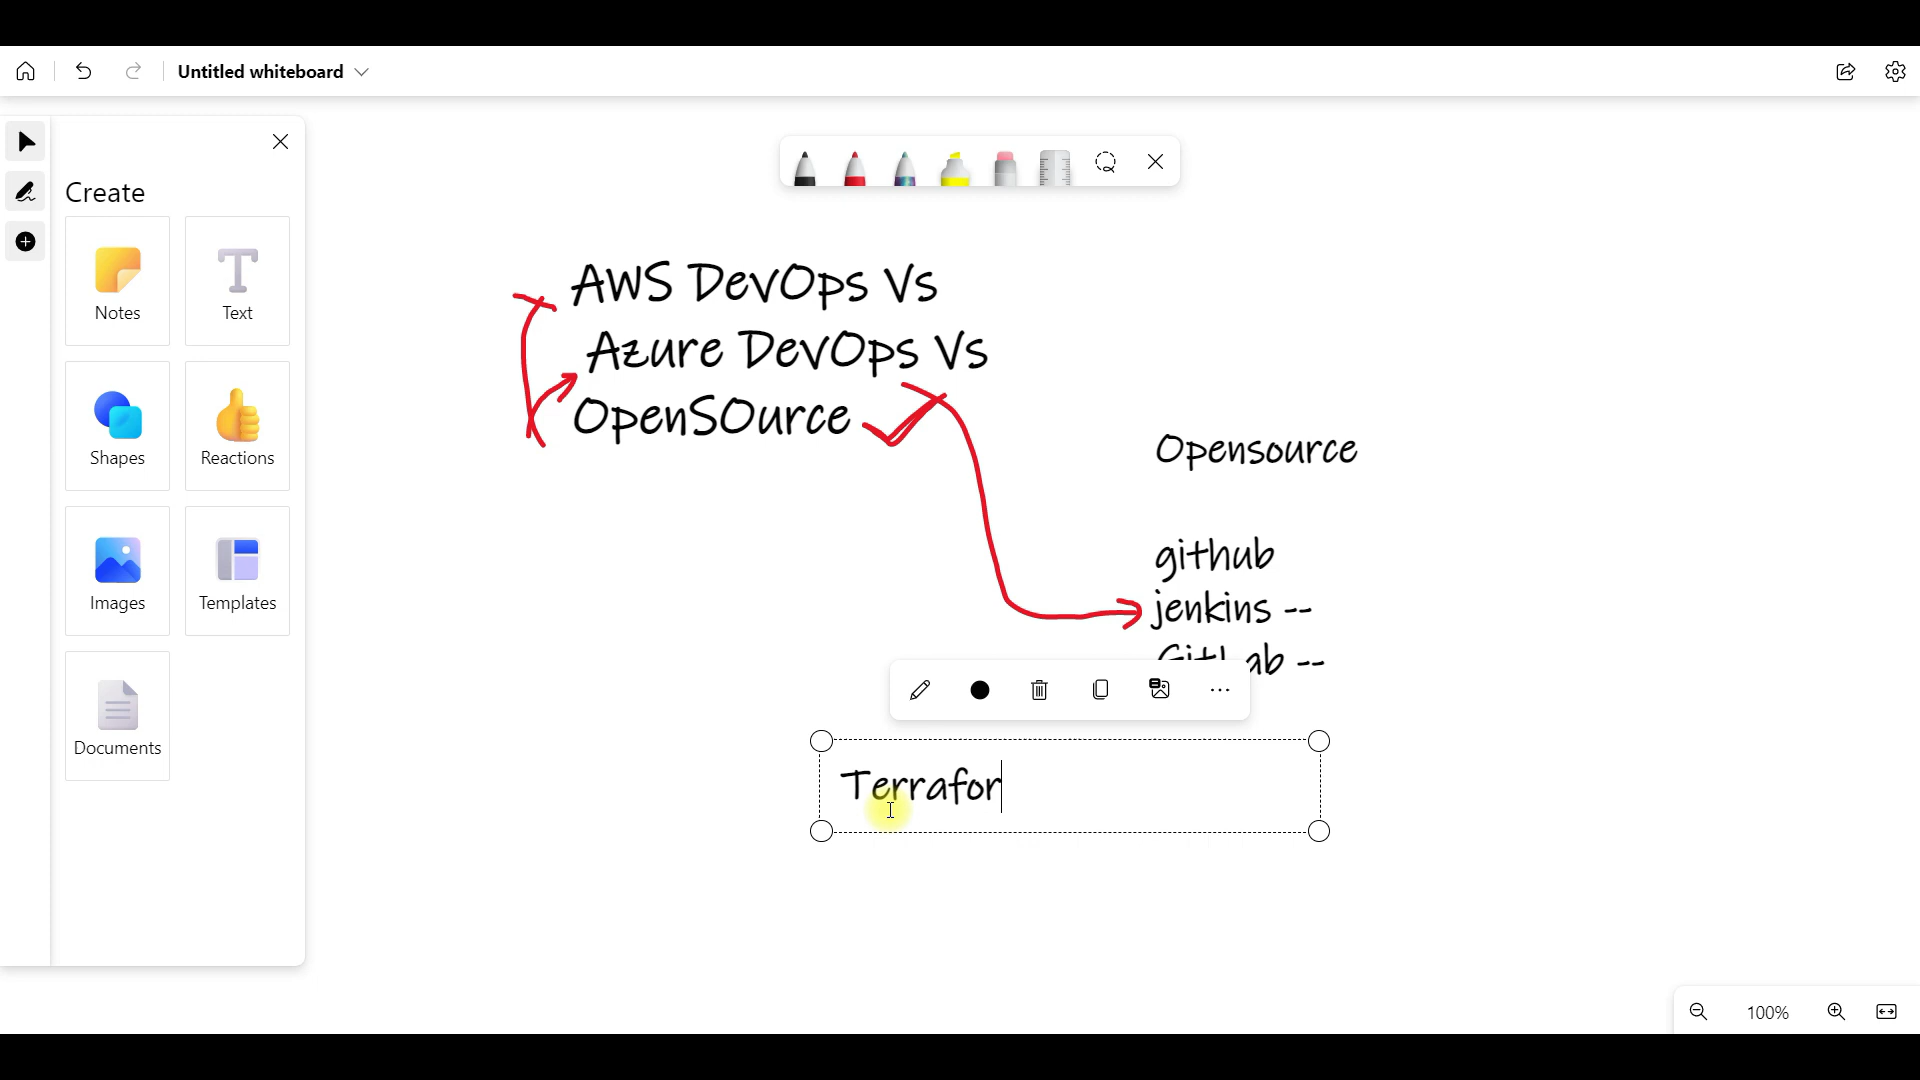 Untitled whiteboard
Create
Notes
Text
Shapes
Reactions
Images
Templates
Documents
AWS DevOps Vs
Azure DevOps Vs
OpenSOurce
Opensource
github
jenkins --
GitLab --
Terrafor
100%